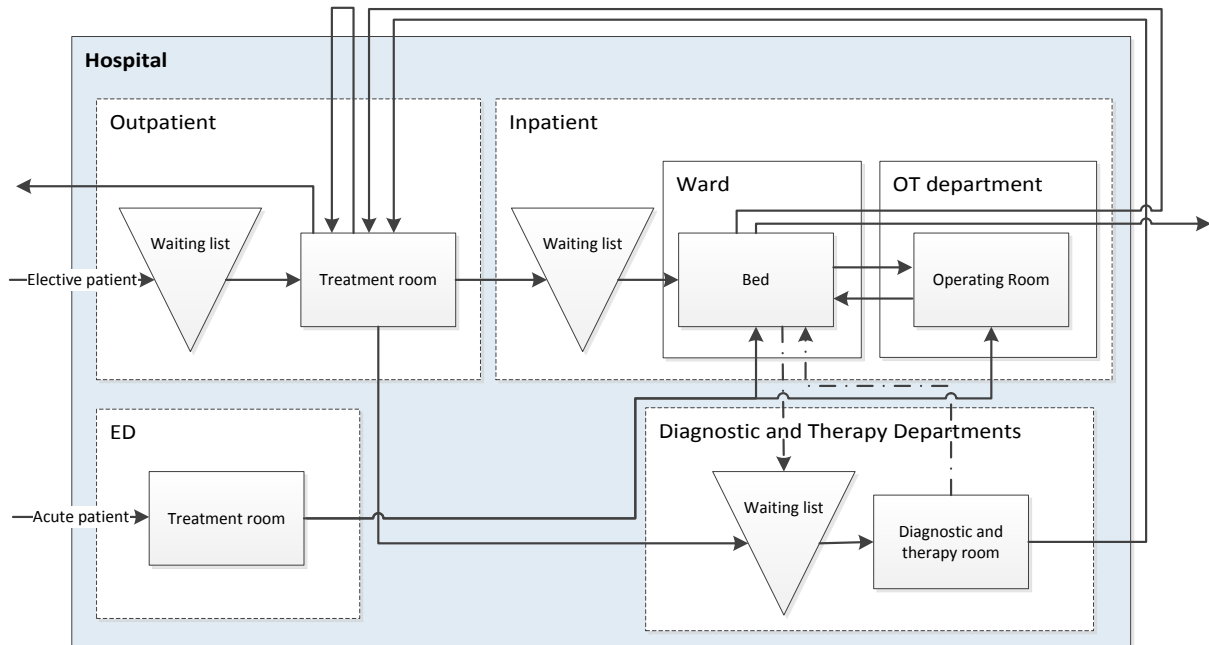 Hospital
Outpatient
Inpatient
Ward
OT department
Waiting list
Treatment room
Waiting list
Bed
Operating Room
Elective patient
ED
Treatment room
Acute patient
Diagnostic and Therapy Departments
Waiting list
Diagnostic and
therapy room